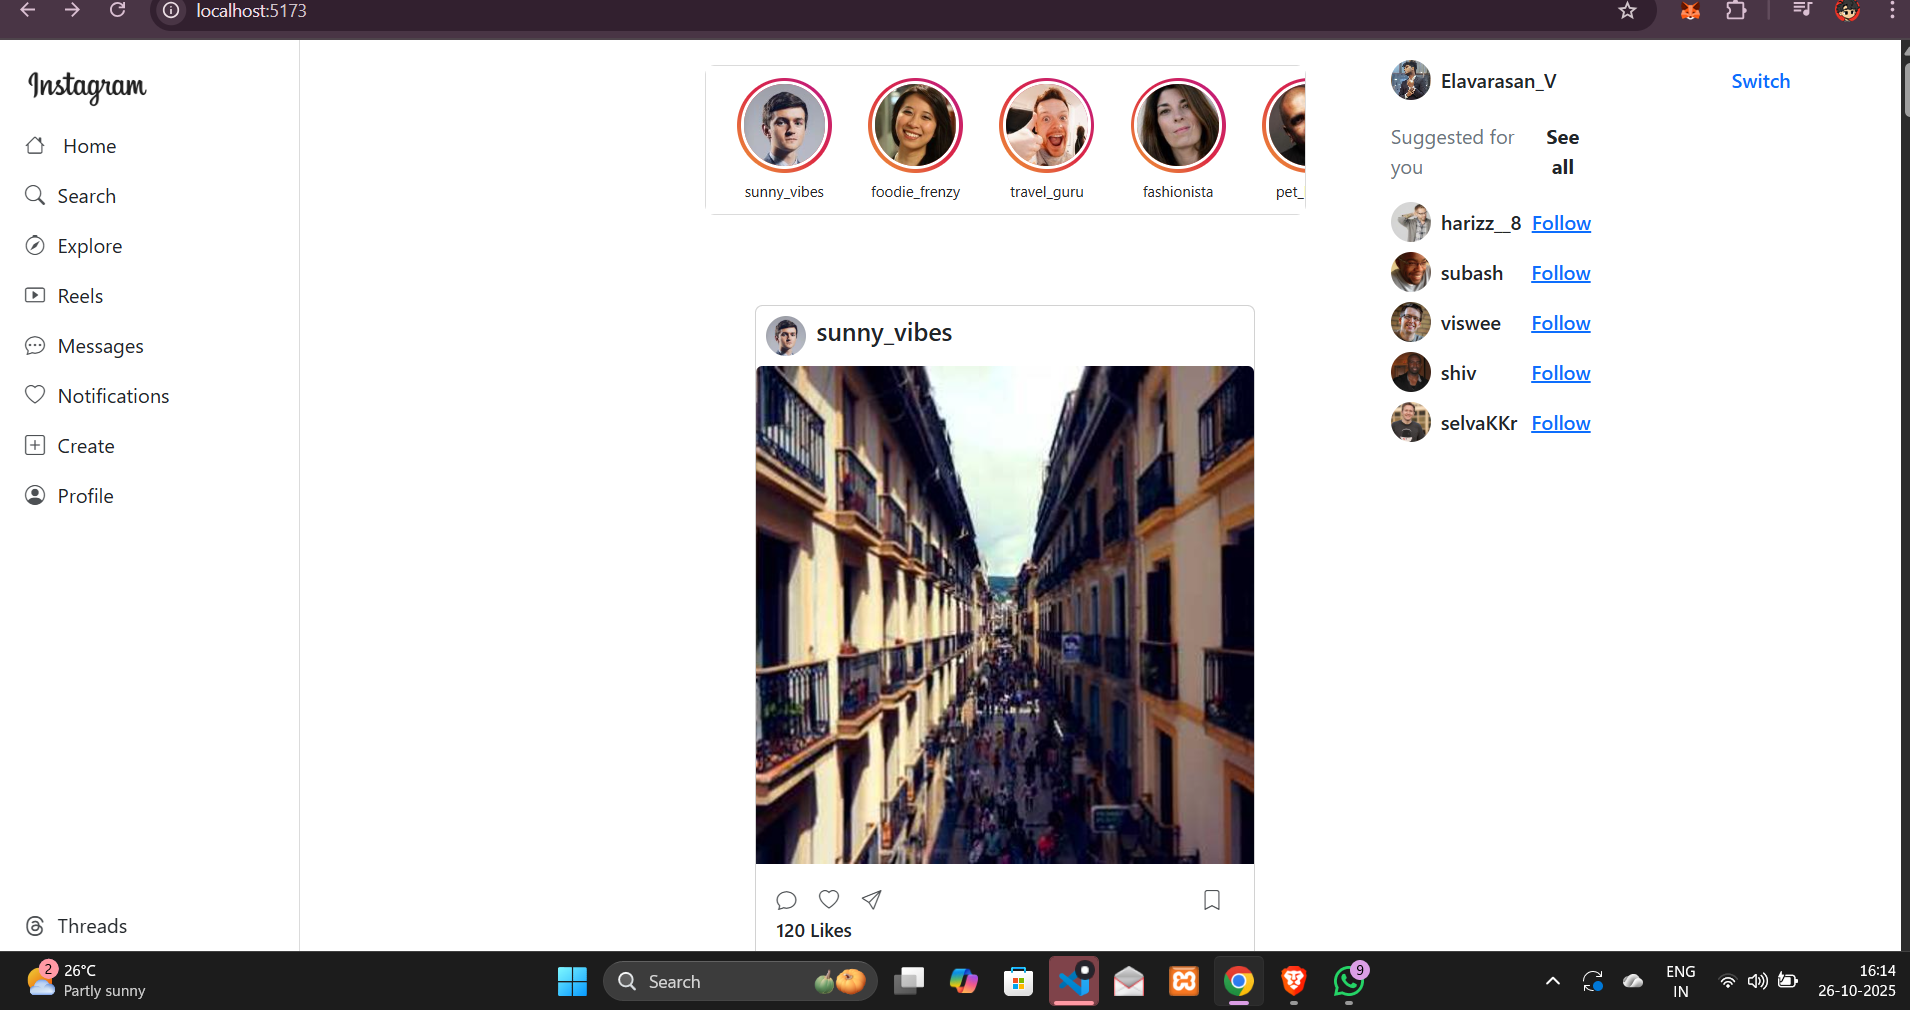 localhost:5173
Instagram
Home
Search
Explore
Reels
Messages
Notifications
Create
Profile
Threads
sunny_vibes
foodie_frenzy
travel_guru
fashionista
pet_
sunny_vibes
120 Likes
Elavarasan_V
Switch
Suggested for
you
See
all
harizz__8 Follow
subash Follow
viswee Follow
shiv Follow
selvaKKr Follow
2
26°C
Partly sunny
Search
9
ENG
IN
16:14
26-10-2025